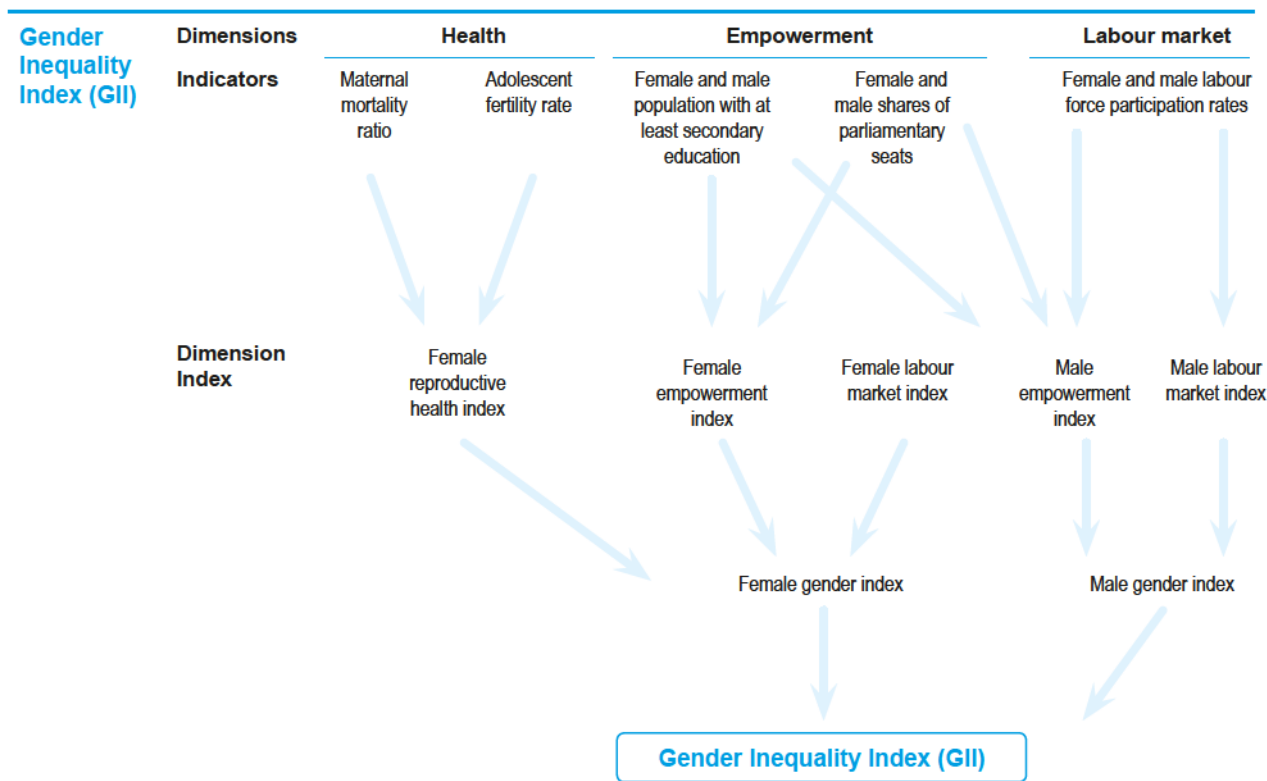 Gender
Inequality
Index (GII)
Dimensions
Health
Empowerment
Labour market
Indicators
Maternal
mortality
ratio
Adolescent
fertility rate
Female and male
population with at
least secondary
education
Female and
male shares of
parliamentary
seats
Female and male labour
force participation rates
Dimension
Index
Female
reproductive
health index
Female
empowerment
index
Female labour
market index
Male
empowerment
index
Male labour
market index
Female gender index
Male gender index
Gender Inequality Index (GII)